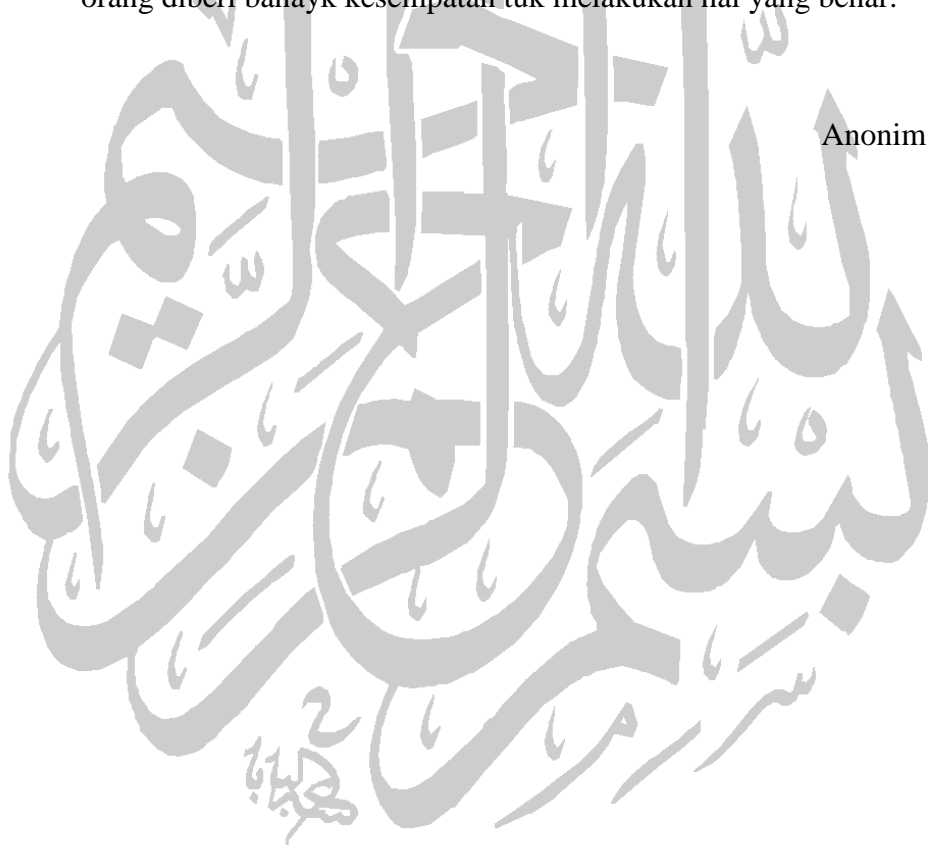 orang diberi banayk kesempatan tuk melakukan hal yang benar.
Anonim
بسم الله الرحمن الرحيم